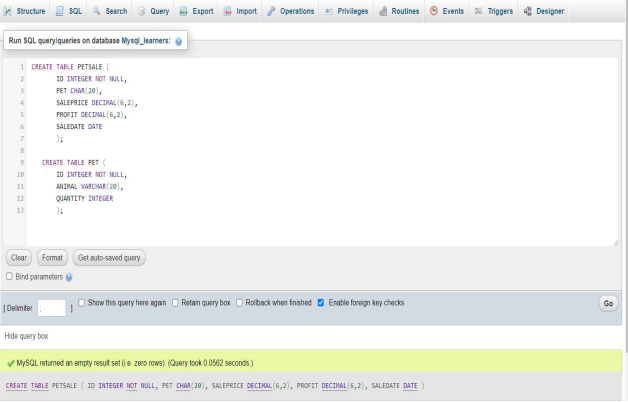 Structure SQL Search Query Export Import Operations Privileges Routines Events Triggers Designer
Run SQL query/queries on database Mysql_learners:
1 CREATE TABLE PETSALE (
2 ID INTEGER NOT NULL,
3 PET CHAR(20),
4 SALEPRICE DECIMAL(6,2),
5 PROFIT DECIMAL(6,2),
6 SALEDATE DATE
7 );
8
9 CREATE TABLE PET (
10 ID INTEGER NOT NULL,
11 ANIMAL VARCHAR(20),
12 QUANTITY INTEGER
13 );
Clear Format Get auto-saved query
Bind parameters
[ Delimiter ; ] Show this query here again Retain query box Rollback when finished Enable foreign key checks Go
Hide query box
MySQL returned an empty result set (i.e. zero rows). (Query took 0.0562 seconds.)
CREATE TABLE PETSALE ( ID INTEGER NOT NULL, PET CHAR(20), SALEPRICE DECIMAL(6,2), PROFIT DECIMAL(6,2), SALEDATE DATE )